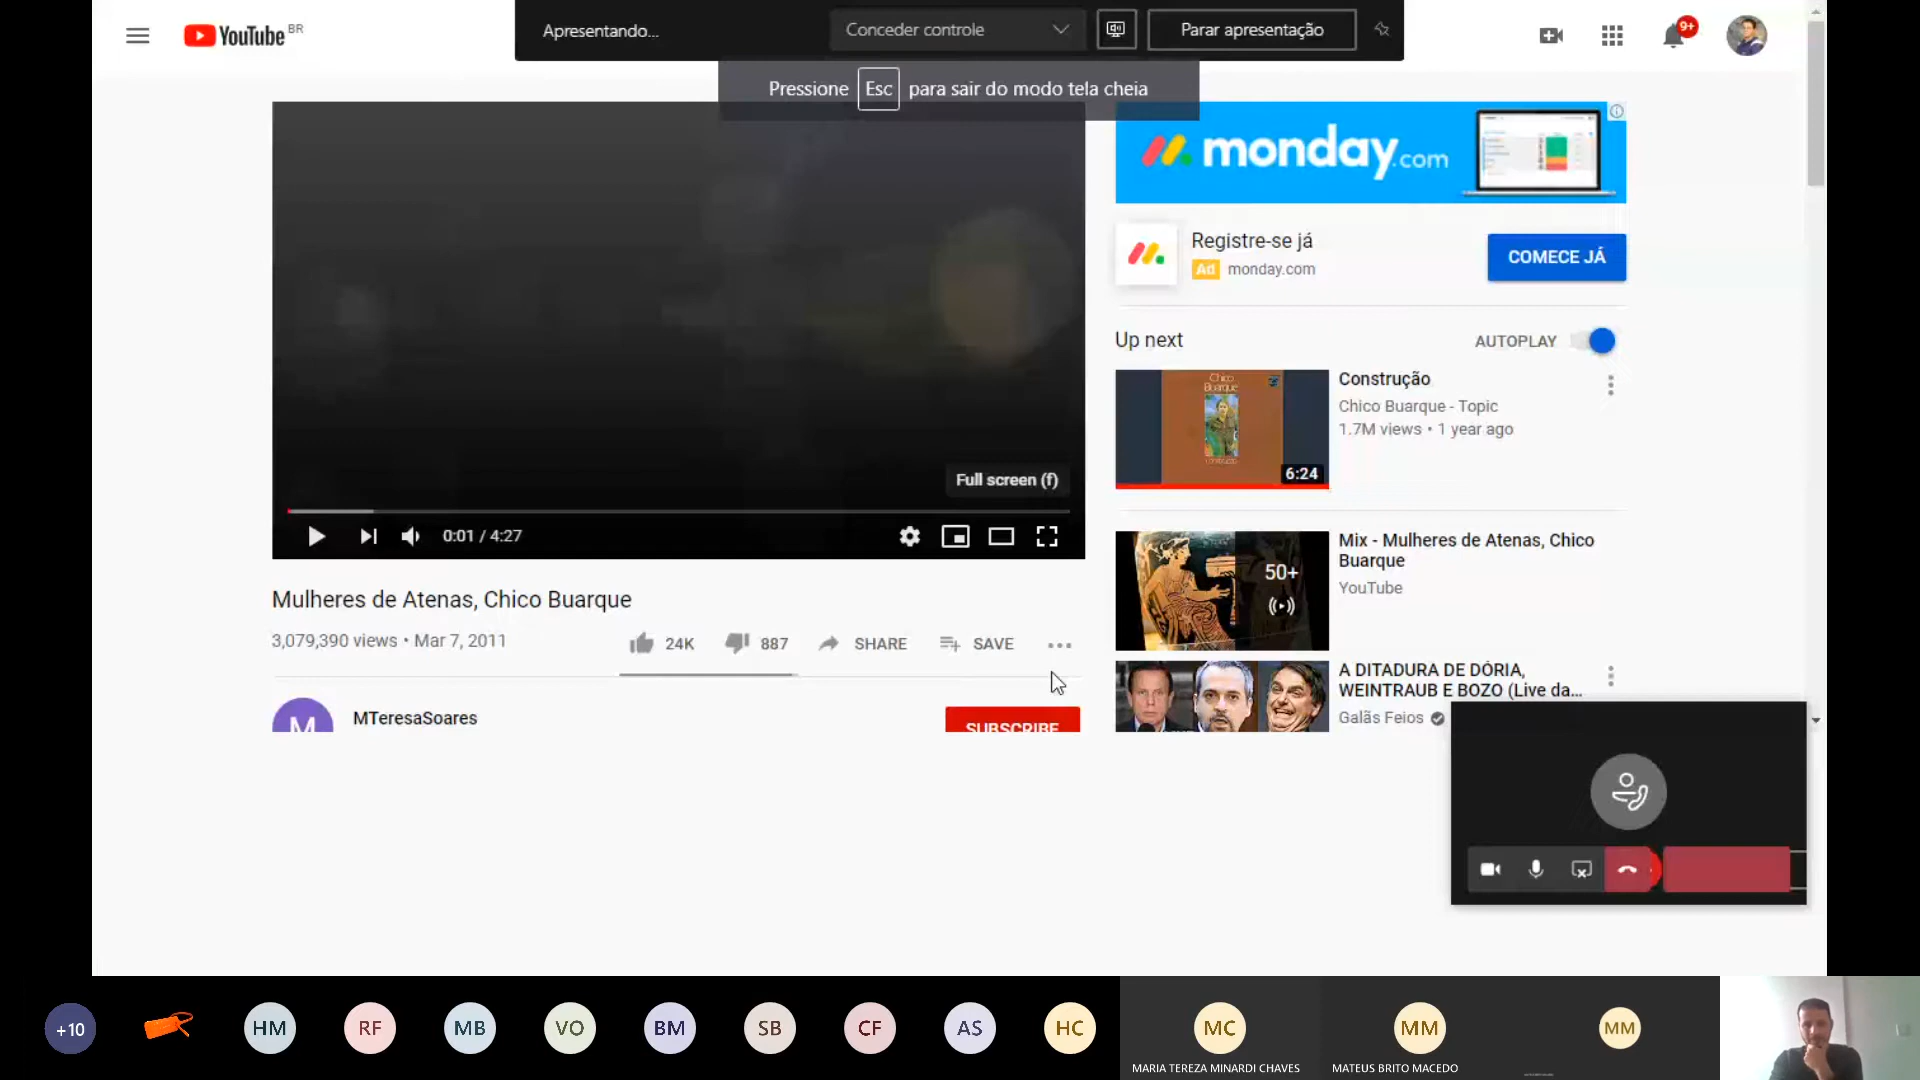 YouTube BR
Apresentando...
Conceder controle
Parar apresentação
9+
Pressione Esc para sair do modo tela cheia
monday.com
Registre-se já
Ad monday.com
COMECE JÁ
Up next
AUTOPLAY
Chico
Buarque
6:24
Construção
Chico Buarque - Topic
1.7M views • 1 year ago
Full screen (f)
0:01 / 4:27
50+
Mix - Mulheres de Atenas, Chico
Buarque
YouTube
Mulheres de Atenas, Chico Buarque
3,079,390 views • Mar 7, 2011
24K
887
SHARE
SAVE
A DITADURA DE DÓRIA,
WEINTRAUB E BOZO (Live da...
Galãs Feios
M
MTeresaSoares
SUBSCRIBE
+10
HM
RF
MB
VO
BM
SB
CF
AS
HC
MC
MARIA TEREZA MINARDI CHAVES
MM
MATEUS BRITO MACEDO
MM